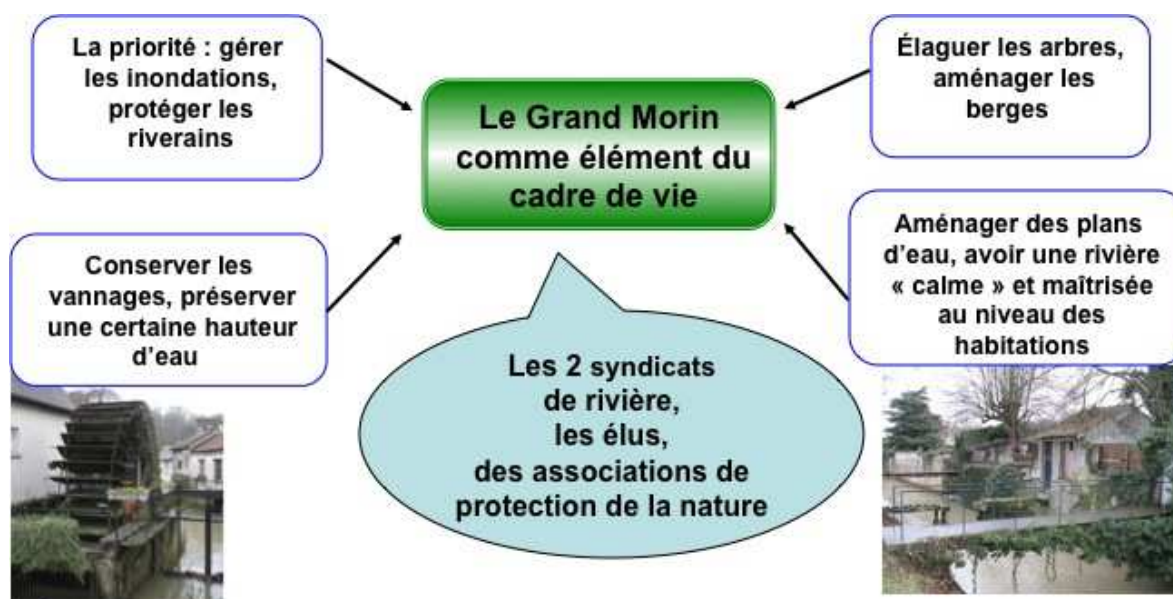 La priorité : gérer
les inondations,
protéger les
riverains
Élaguer les arbres,
aménager les
berges
Le Grand Morin
comme élément du
cadre de vie
Conserver les
vannages, préserver
une certaine hauteur
d'eau
Aménager des plans
d'eau, avoir une rivière
« calme » et maîtrisée
au niveau des
habitations
Les 2 syndicats
de rivière,
les élus,
des associations de
protection de la nature